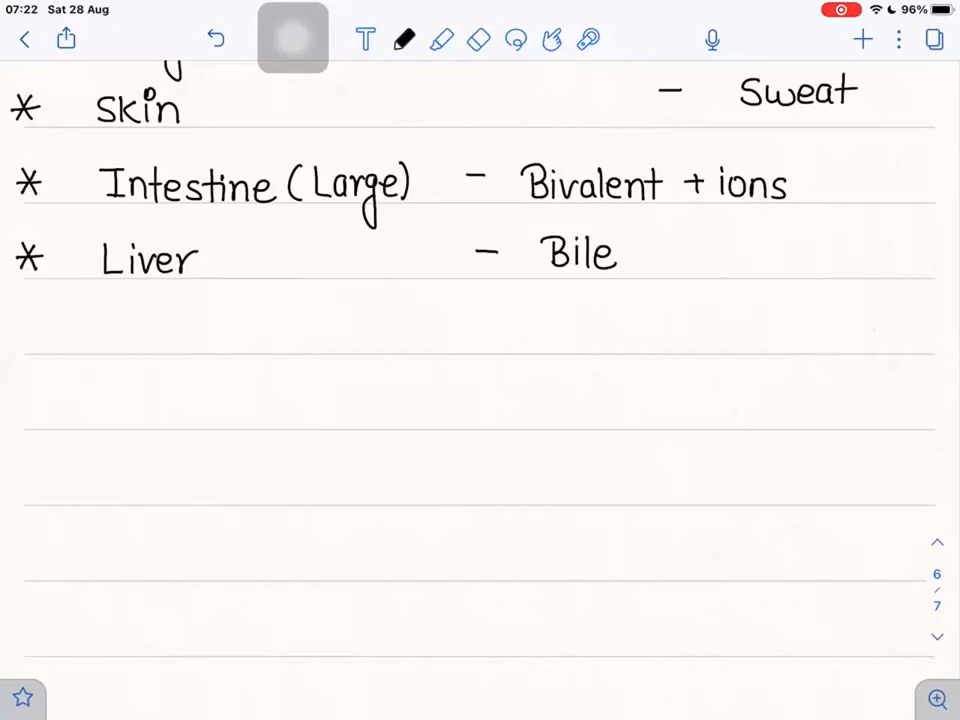 07:22 Sat 28 Aug 96%
T
* Skin - Sweat
* Intestine (Large) - Bivalent + ions
* Liver - Bile
6
7